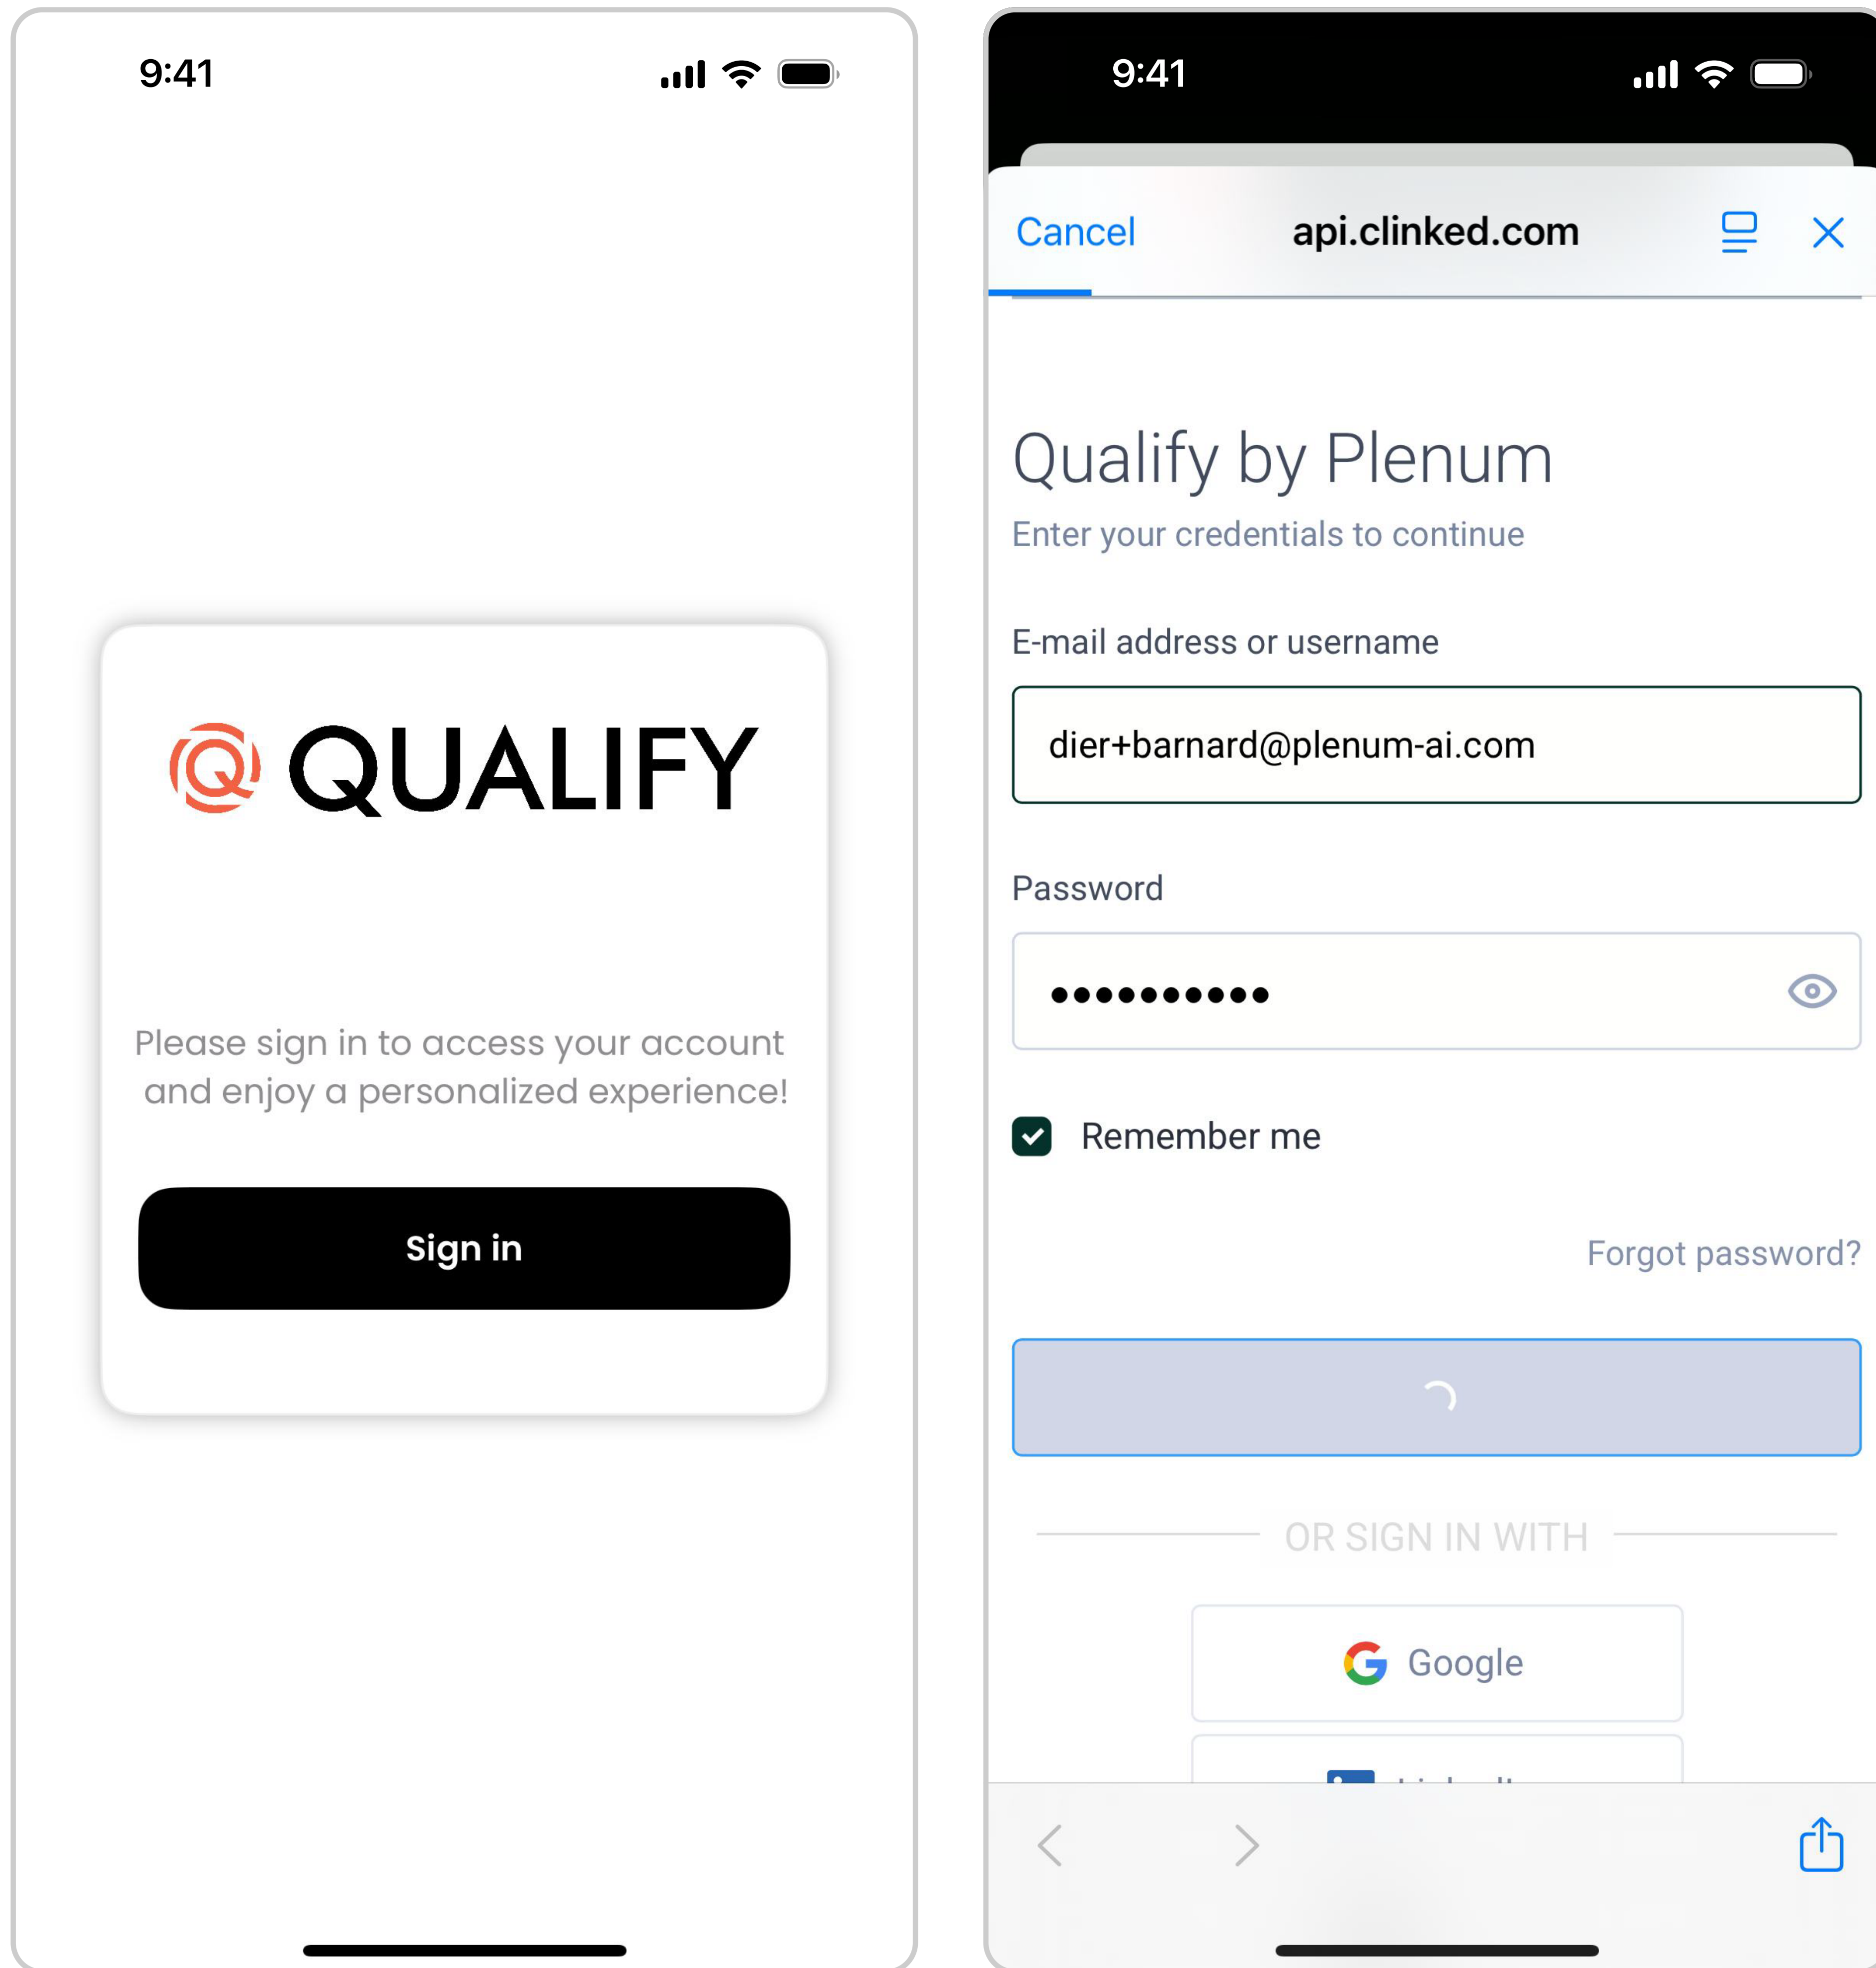 9:41
QUALIFY
Please sign in to access your account
and enjoy a personalized experience!
Sign in
9:41
Cancel
api.clinked.com
Qualify by Plenum
Enter your credentials to continue
E-mail address or username
dier+barnard@plenum-ai.com
Password
Remember me
Forgot password?
OR SIGN IN WITH
Google